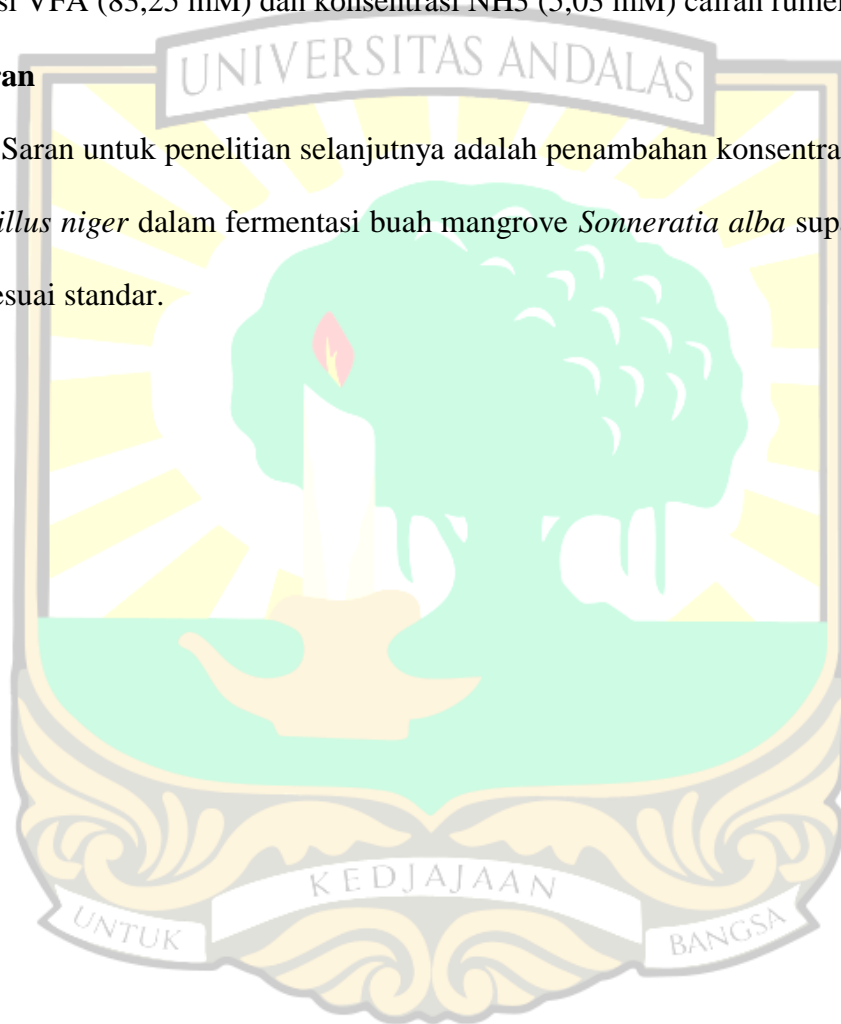 si VFA (83,25 mM) dan konsentrasi NH3 (5,03 mM) cairan rumen
UNIVERSITAS ANDALAS
ran
Saran untuk penelitian selanjutnya adalah penambahan konsentra
illus niger dalam fermentasi buah mangrove Sonneratia alba sup
esuai standar.
KEDJAJAAN
UNTUK
BANGSA